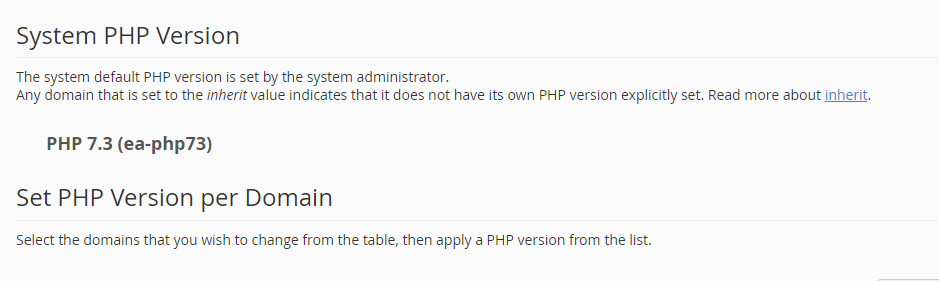 System PHP Version
The system default PHP version is set by the system administrator.
Any domain that is set to the inherit value indicates that it does not have its own PHP version explicitly set. Read more about inherit.
PHP 7.3 (ea-php73)
Set PHP Version per Domain
Select the domains that you wish to change from the table, then apply a PHP version from the list.